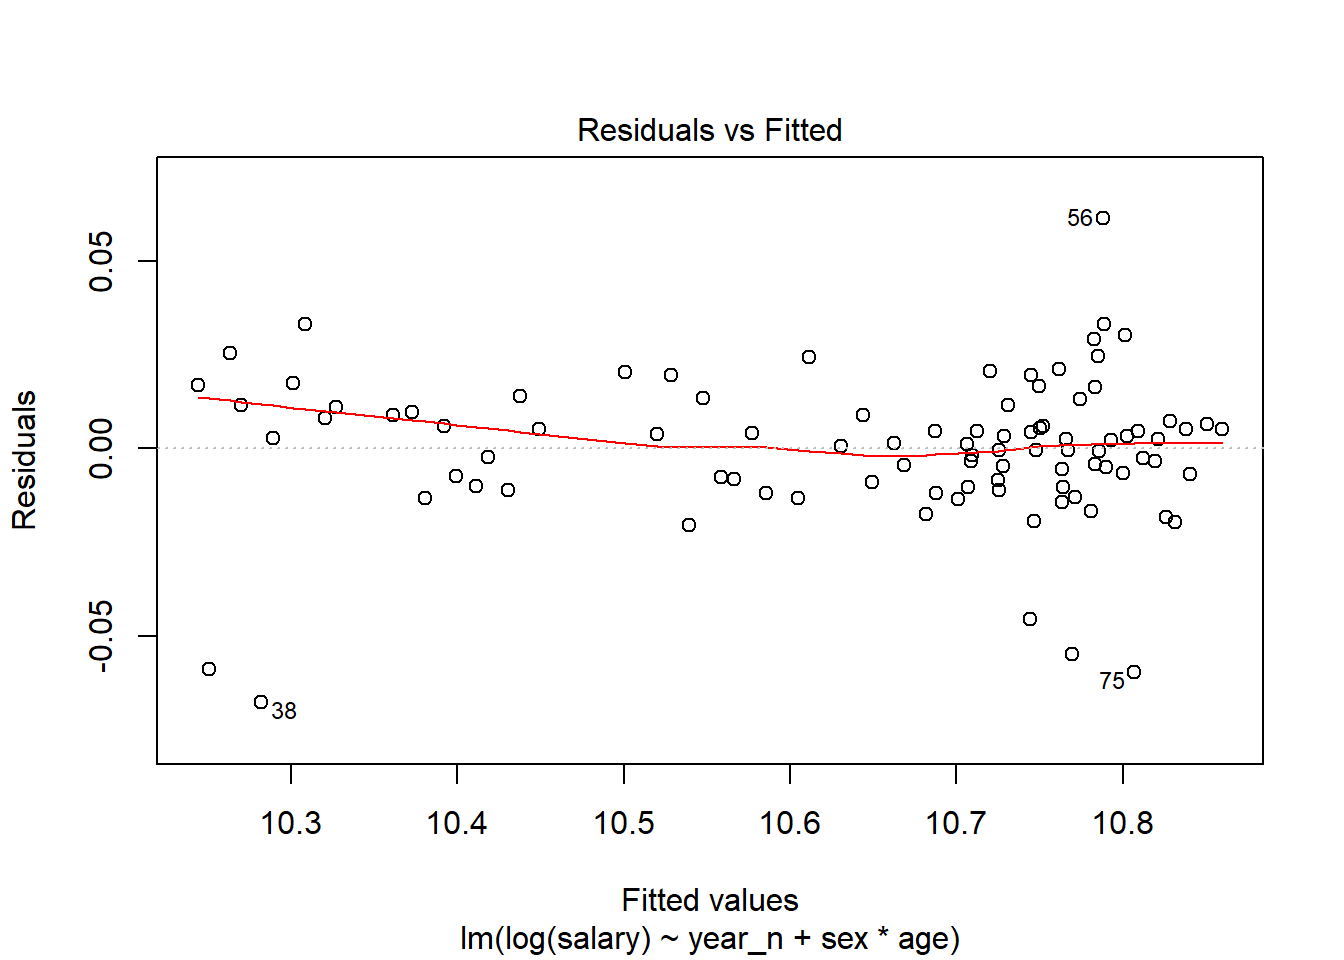 Residuals vs Fitted
Residuals
0.05
0.00
-0.05
56
38
75
10.3 10.4 10.5 10.6 10.7 10.8
Fitted values
lm(log(salary) ~ year_n + sex * age)